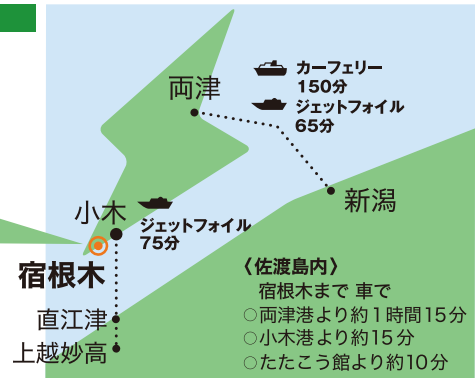 カーフェリー
150分
ジェットフォイル
65分
両津
新潟
小木
ジェットフォイル
75分
宿根木
直江津
上越妙高
〈佐渡島内〉
宿根木まで 車で
○両津港より約1時間15分
○小木港より約15分
○たたこう館より約10分